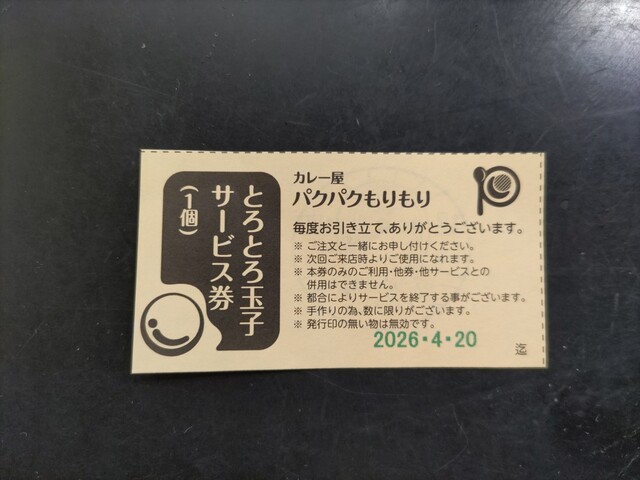 とろとろ玉子
サービス券
(1個)
カレー屋
パクパクもりもり
毎度お引き立て、ありがとうございます。
※ ご注文と一緒にお申し付けください。
※ 次回ご来店時よりご使用になれます。
※ 本券のみのご利用・他券・他サービスとの
併用はできません。
※ 都合によりサービスを終了する事がございます。
※ 手作りの為、数に限りがございます。
※ 発行印の無い物は無効です。
2026・4・20
迄